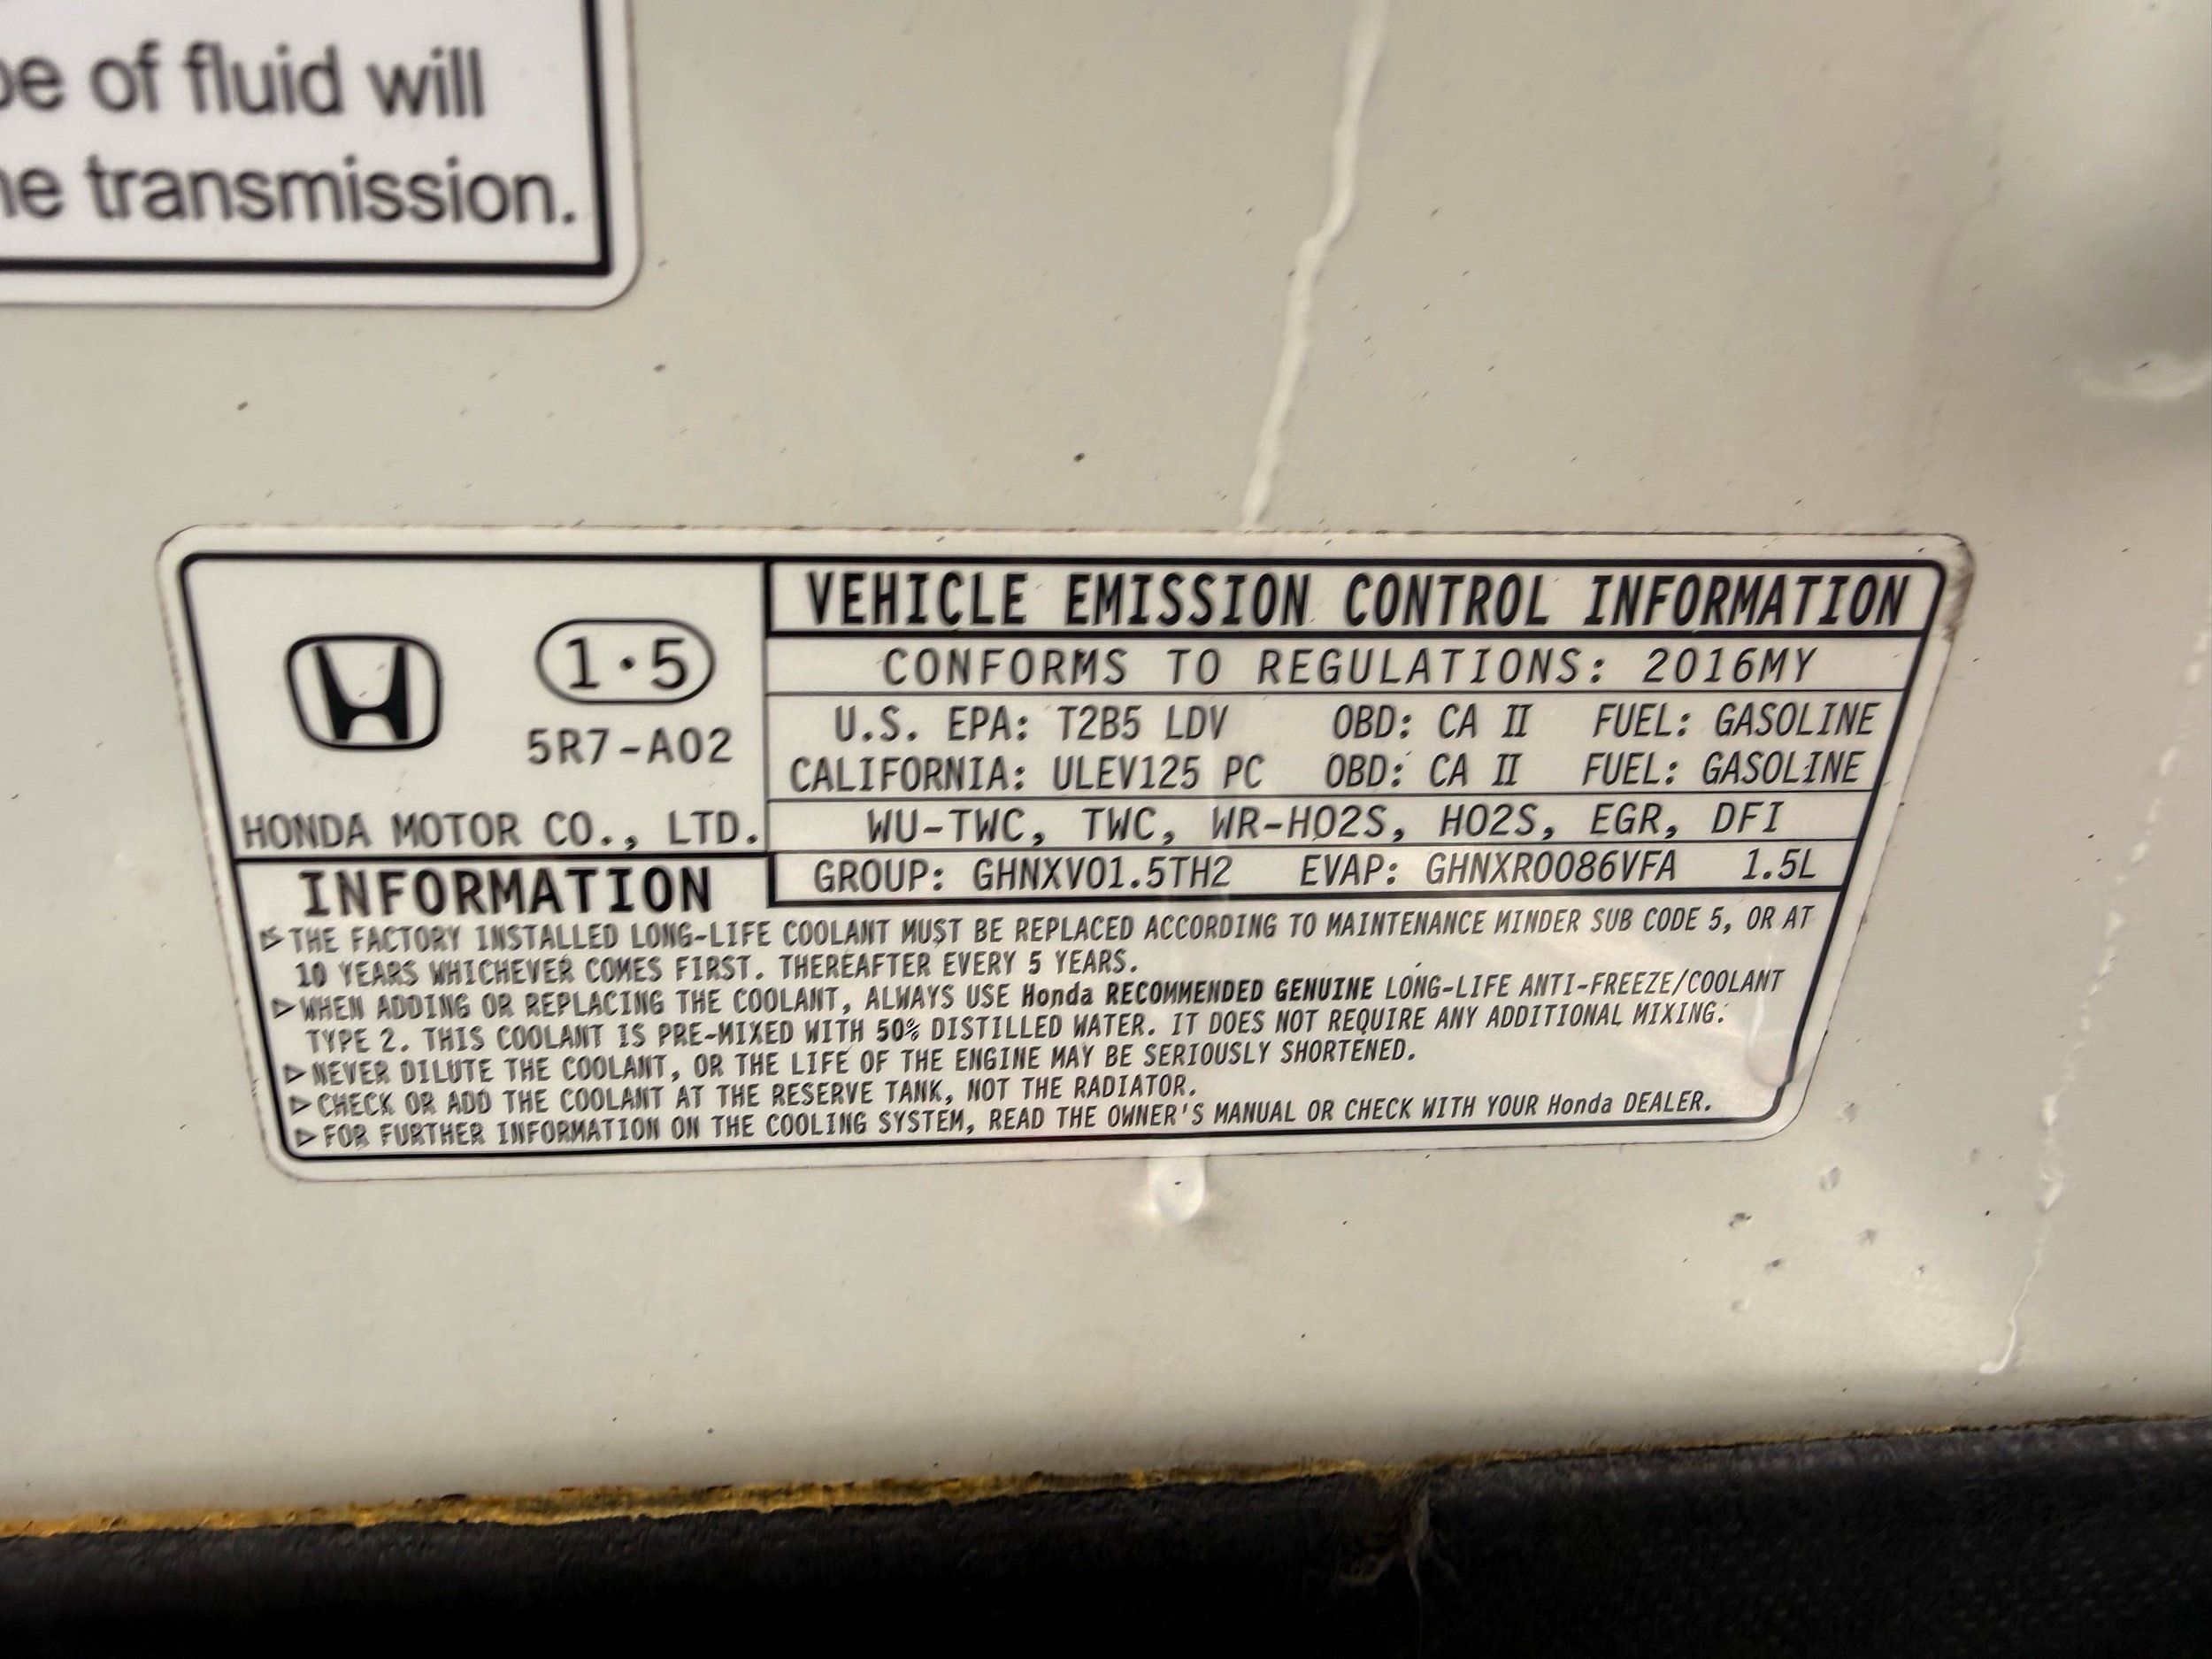 of fluid will
transmission.
1·5
5R7-A02
HONDA MOTOR CO., LTD.
VEHICLE EMISSION CONTROL INFORMATION
CONFORMS TO REGULATIONS: 2016MY
U.S. EPA: T2B5 LDV OBD: CA II FUEL: GASOLINE
CALIFORNIA: ULEV125 PC OBD: CA II FUEL: GASOLINE
WU-TWC, TWC, WR-HO2S, HO2S, EGR, DFI
GROUP: GHNXV01.5TH2 EVAP: GHNXR0086VFA 1.5L
INFORMATION
▷THE FACTORY INSTALLED LONG-LIFE COOLANT MUST BE REPLACED ACCORDING TO MAINTENANCE MINDER SUB CODE 5, OR AT
10 YEARS WHICHEVER COMES FIRST. THEREAFTER EVERY 5 YEARS.
▷WHEN ADDING OR REPLACING THE COOLANT, ALWAYS USE Honda RECOMMENDED GENUINE LONG-LIFE ANTI-FREEZE/COOLANT
TYPE 2. THIS COOLANT IS PRE-MIXED WITH 50% DISTILLED WATER. IT DOES NOT REQUIRE ANY ADDITIONAL MIXING.
▷NEVER DILUTE THE COOLANT, OR THE LIFE OF THE ENGINE MAY BE SERIOUSLY SHORTENED.
▷CHECK OR ADD THE COOLANT AT THE RESERVE TANK, NOT THE RADIATOR.
▷FOR FURTHER INFORMATION ON THE COOLING SYSTEM, READ THE OWNER'S MANUAL OR CHECK WITH YOUR Honda DEALER.